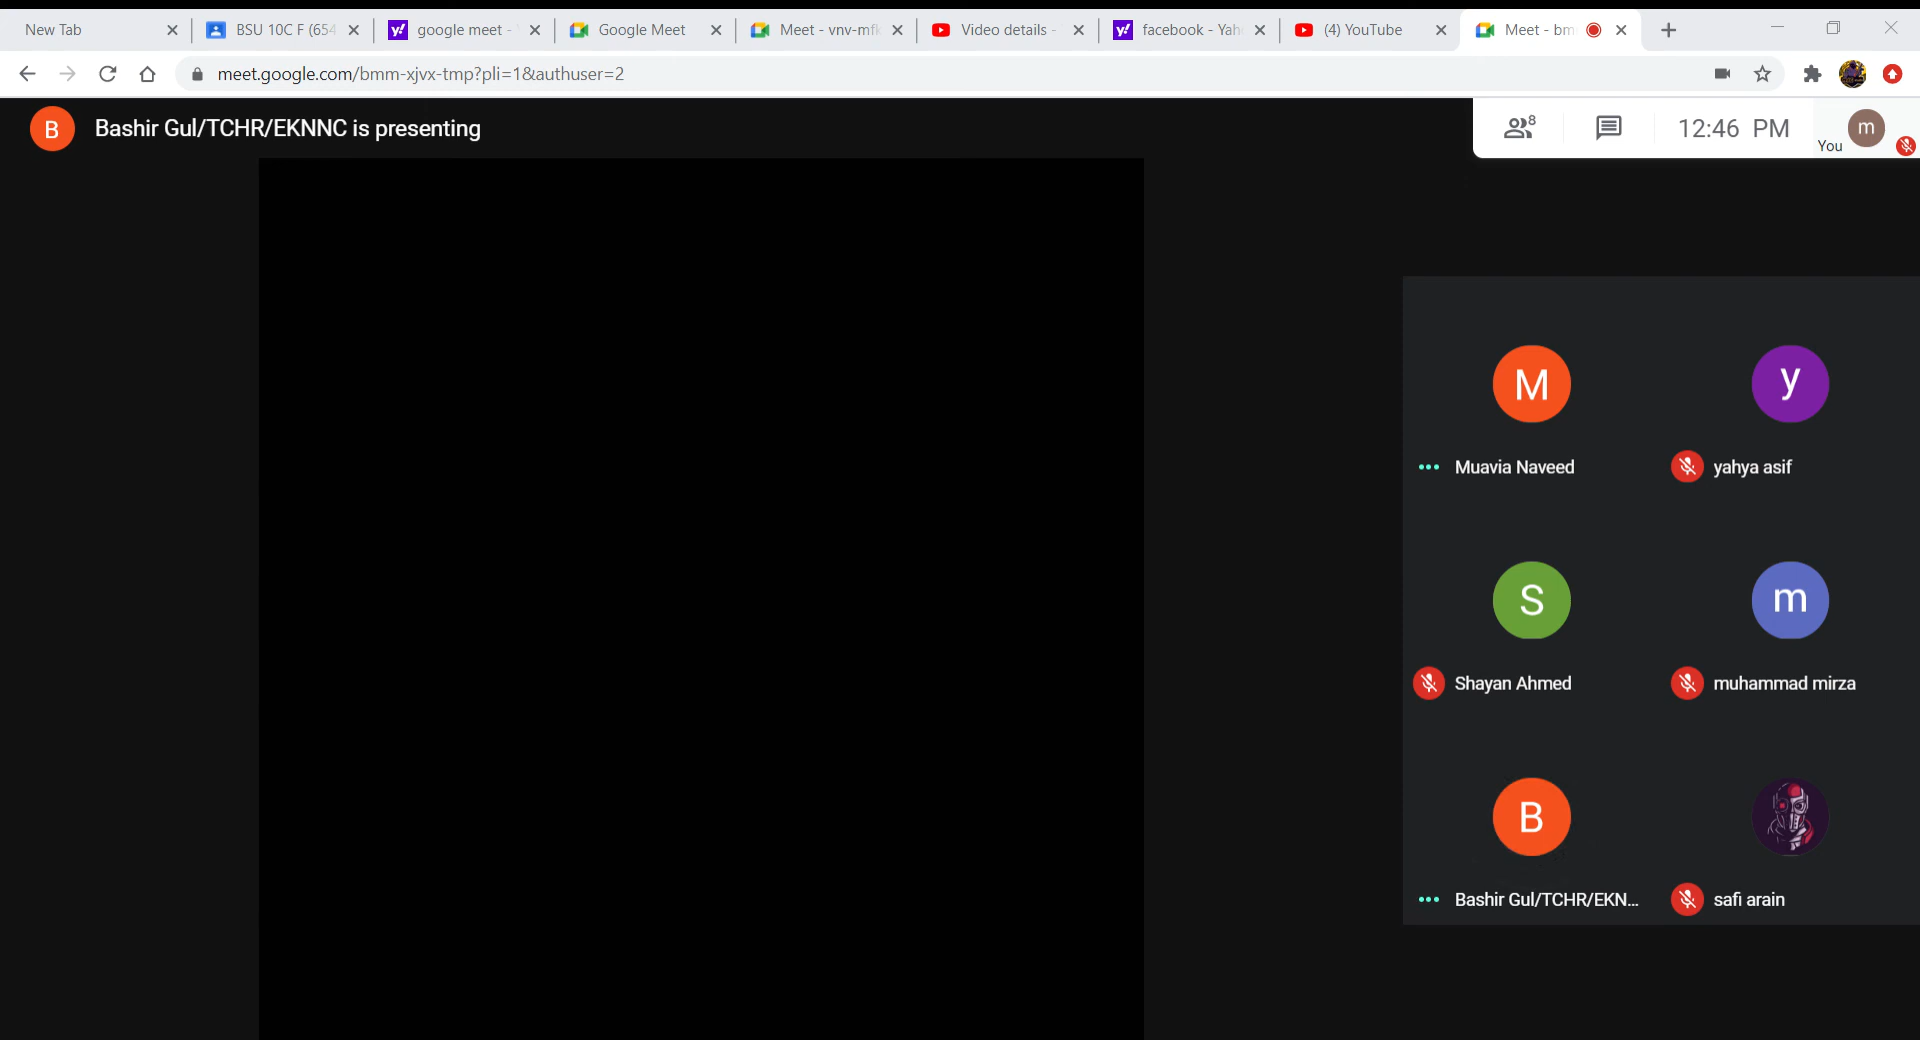 New Tab
BSU 10C F (654
google meet -
Google Meet
Meet - vnv-mfk
Video details -
facebook - Yah
(4) YouTube
Meet - bm
meet.google.com/bmm-xjvx-tmp?pli=1&authuser=2
B
Bashir Gul/TCHR/EKNNC is presenting
8
12:46 PM
You
m
M
y
Muavia Naveed
yahya asif
S
m
Shayan Ahmed
muhammad mirza
B
Bashir Gul/TCHR/EKN...
safi arain